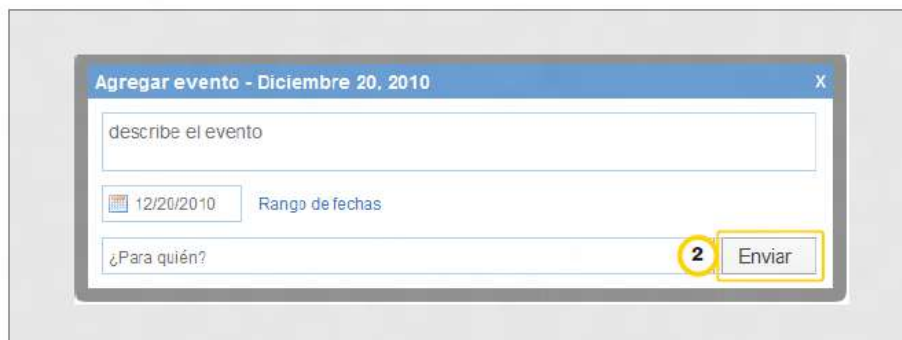 Agregar evento - Diciembre 20, 2010 X
describe el evento
12/20/2010 Rango de fechas
¿Para quién? 2 Enviar